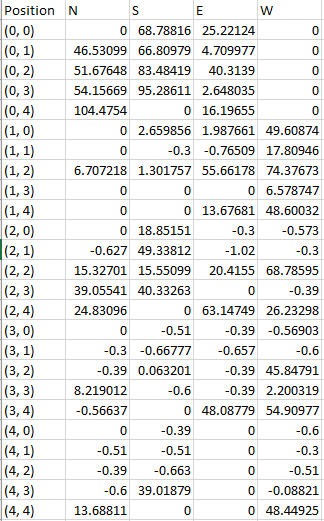 Position N S E W
(0, 0) 0 68.78816 25.22124 0
(0, 1) 46.53099 66.80979 4.709977 0
(0, 2) 51.67648 83.48419 40.3139 0
(0, 3) 54.15669 95.28611 2.648035 0
(0, 4) 104.4754 0 16.19655 0
(1, 0) 0 2.659856 1.987661 49.60874
(1, 1) 0 -0.3 -0.76509 17.80946
(1, 2) 6.707218 1.301757 55.66178 74.37673
(1, 3) 0 0 0 6.578747
(1, 4) 0 0 13.67681 48.60032
(2, 0) 0 18.85151 -0.3 -0.573
(2, 1) -0.627 49.33812 -1.02 -0.3
(2, 2) 15.32701 15.55099 20.4155 68.78595
(2, 3) 39.05541 40.33263 0 -0.39
(2, 4) 24.83096 0 63.14749 26.23298
(3, 0) 0 -0.51 -0.39 -0.56903
(3, 1) -0.3 -0.66777 -0.657 -0.6
(3, 2) -0.39 0.063201 -0.39 45.84791
(3, 3) 8.219012 -0.6 -0.39 2.200319
(3, 4) -0.56637 0 48.08779 54.90977
(4, 0) 0 -0.39 0 -0.6
(4, 1) -0.51 -0.51 0 -0.3
(4, 2) -0.39 -0.663 0 -0.51
(4, 3) -0.6 39.01879 0 -0.08821
(4, 4) 13.68811 0 0 48.44925